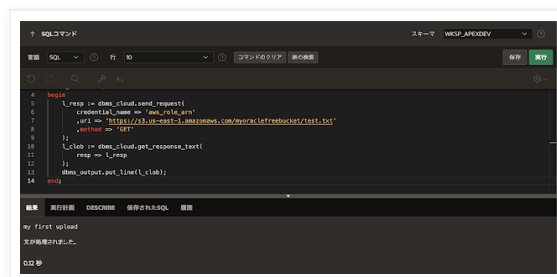 SQLコマンド スキーマ WKSP_APEXDEV
言語 SQL 行 10 コマンドのクリア 表の検索 保存 実行
4 begin
5 l_resp := dbms_cloud.send_request(
6 credential_name => 'aws_role_arn'
7 ,uri => 'https://s3.us-east-1.amazonaws.com/myoraclefreebucket/test.txt'
8 ,method => 'GET'
9 );
10 l_clob := dbms_cloud.get_response_text(
11 resp => l_resp
12 );
13 dbms_output.put_line(l_clob);
14 end;
結果 実行計画 DESCRIBE 保存されたSQL 履歴
my first upload
文が処理されました。
0.12 秒